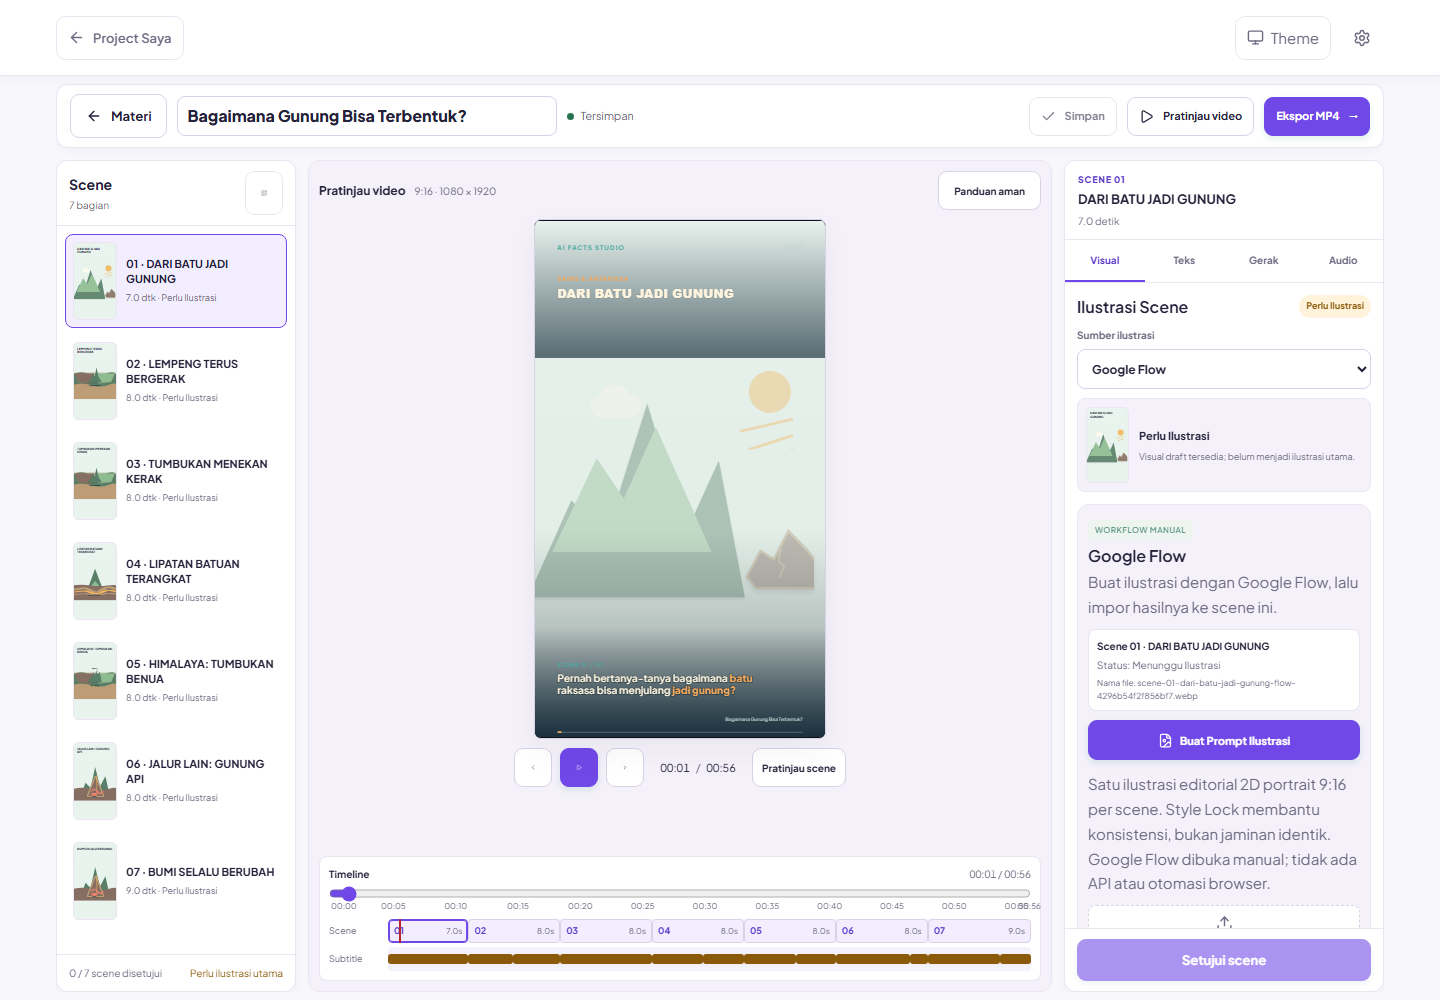 Project Saya
Theme
Materi
Bagaimana Gunung Bisa Terbentuk?
Tersimpan
Simpan
Pratinjau video
Ekspor MP4 →
Scene
7 bagian
01 · DARI BATU JADI
GUNUNG
7.0 dtk · Perlu Ilustrasi
02 · LEMPENG TERUS
BERGERAK
8.0 dtk · Perlu Ilustrasi
03 · TUMBUKAN MENEKAN
KERAK
8.0 dtk · Perlu Ilustrasi
04 · LIPATAN BATUAN
TERANGKAT
8.0 dtk · Perlu Ilustrasi
05 · HIMALAYA: TUMBUKAN
BENUA
8.0 dtk · Perlu Ilustrasi
06 · JALUR LAIN: GUNUNG
API
8.0 dtk · Perlu Ilustrasi
07 · BUMI SELALU BERUBAH
9.0 dtk · Perlu Ilustrasi
0 / 7 scene disetujui
Perlu ilustrasi utama
Pratinjau video
9:16 · 1080 × 1920
Panduan aman
AI FACTS STUDIO
DARI BATU JADI GUNUNG
Pernah bertanya-tanya bagaimana batu
raksasa bisa menjulang jadi gunung?
Bagaimana Gunung Bisa Terbentuk?
00:01 / 00:56
Pratinjau scene
Timeline
00:01 / 00:56
00:00 00:05 00:10 00:15 00:20 00:25 00:30 00:35 00:40 00:45 00:50 00:56
Scene
01 7.0s 02 8.0s 03 8.0s 04 8.0s 05 8.0s 06 8.0s 07 9.0s
Subtitle
SCENE 01
DARI BATU JADI GUNUNG
7.0 detik
Visual
Teks
Gerak
Audio
Ilustrasi Scene
Perlu Ilustrasi
Sumber ilustrasi
Google Flow
Perlu Ilustrasi
Visual draft tersedia; belum menjadi ilustrasi utama.
WORKFLOW MANUAL
Google Flow
Buat ilustrasi dengan Google Flow, lalu
impor hasilnya ke scene ini.
Scene 01 · DARI BATU JADI GUNUNG
Status: Menunggu Ilustrasi
Nama file: scene-01-dari-batu-jadi-gunung-flow-
4296b54f2f856bf7.webp
Buat Prompt Ilustrasi
Satu ilustrasi editorial 2D portrait 9:16
per scene. Style Lock membantu
konsistensi, bukan jaminan identik.
Google Flow dibuka manual; tidak ada
API atau otomasi browser.
Setujui scene